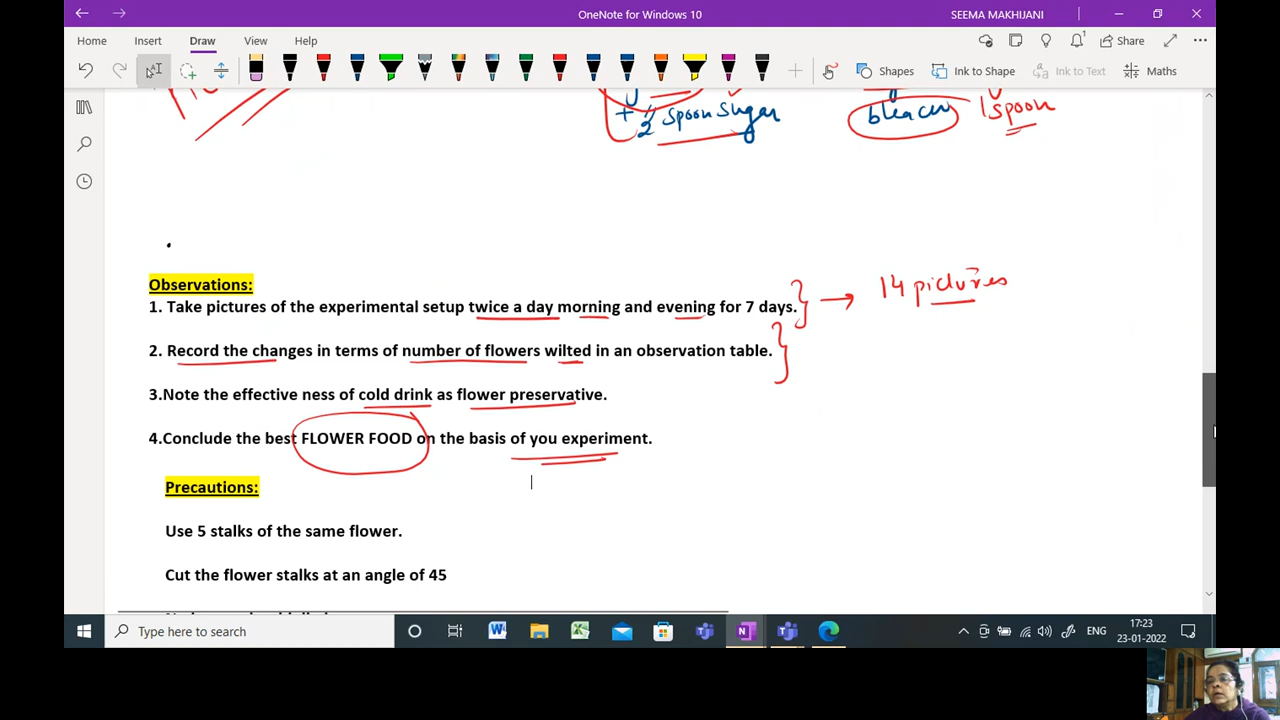 OneNote for Windows 10
SEEMA MAKHIJANI
Home Insert Draw View Help
Share
Shapes
Ink to Shape
Ink to Text
Maths
+ 1/2 spoon sugar
bleach 1 spoon
Observations:
1. Take pictures of the experimental setup twice a day morning and evening for 7 days.
14 pictures
2. Record the changes in terms of number of flowers wilted in an observation table.
3.Note the effective ness of cold drink as flower preservative.
4.Conclude the best FLOWER FOOD on the basis of you experiment.
Precautions:
Use 5 stalks of the same flower.
Cut the flower stalks at an angle of 45
Type here to search
ENG
17:23
23-01-2022